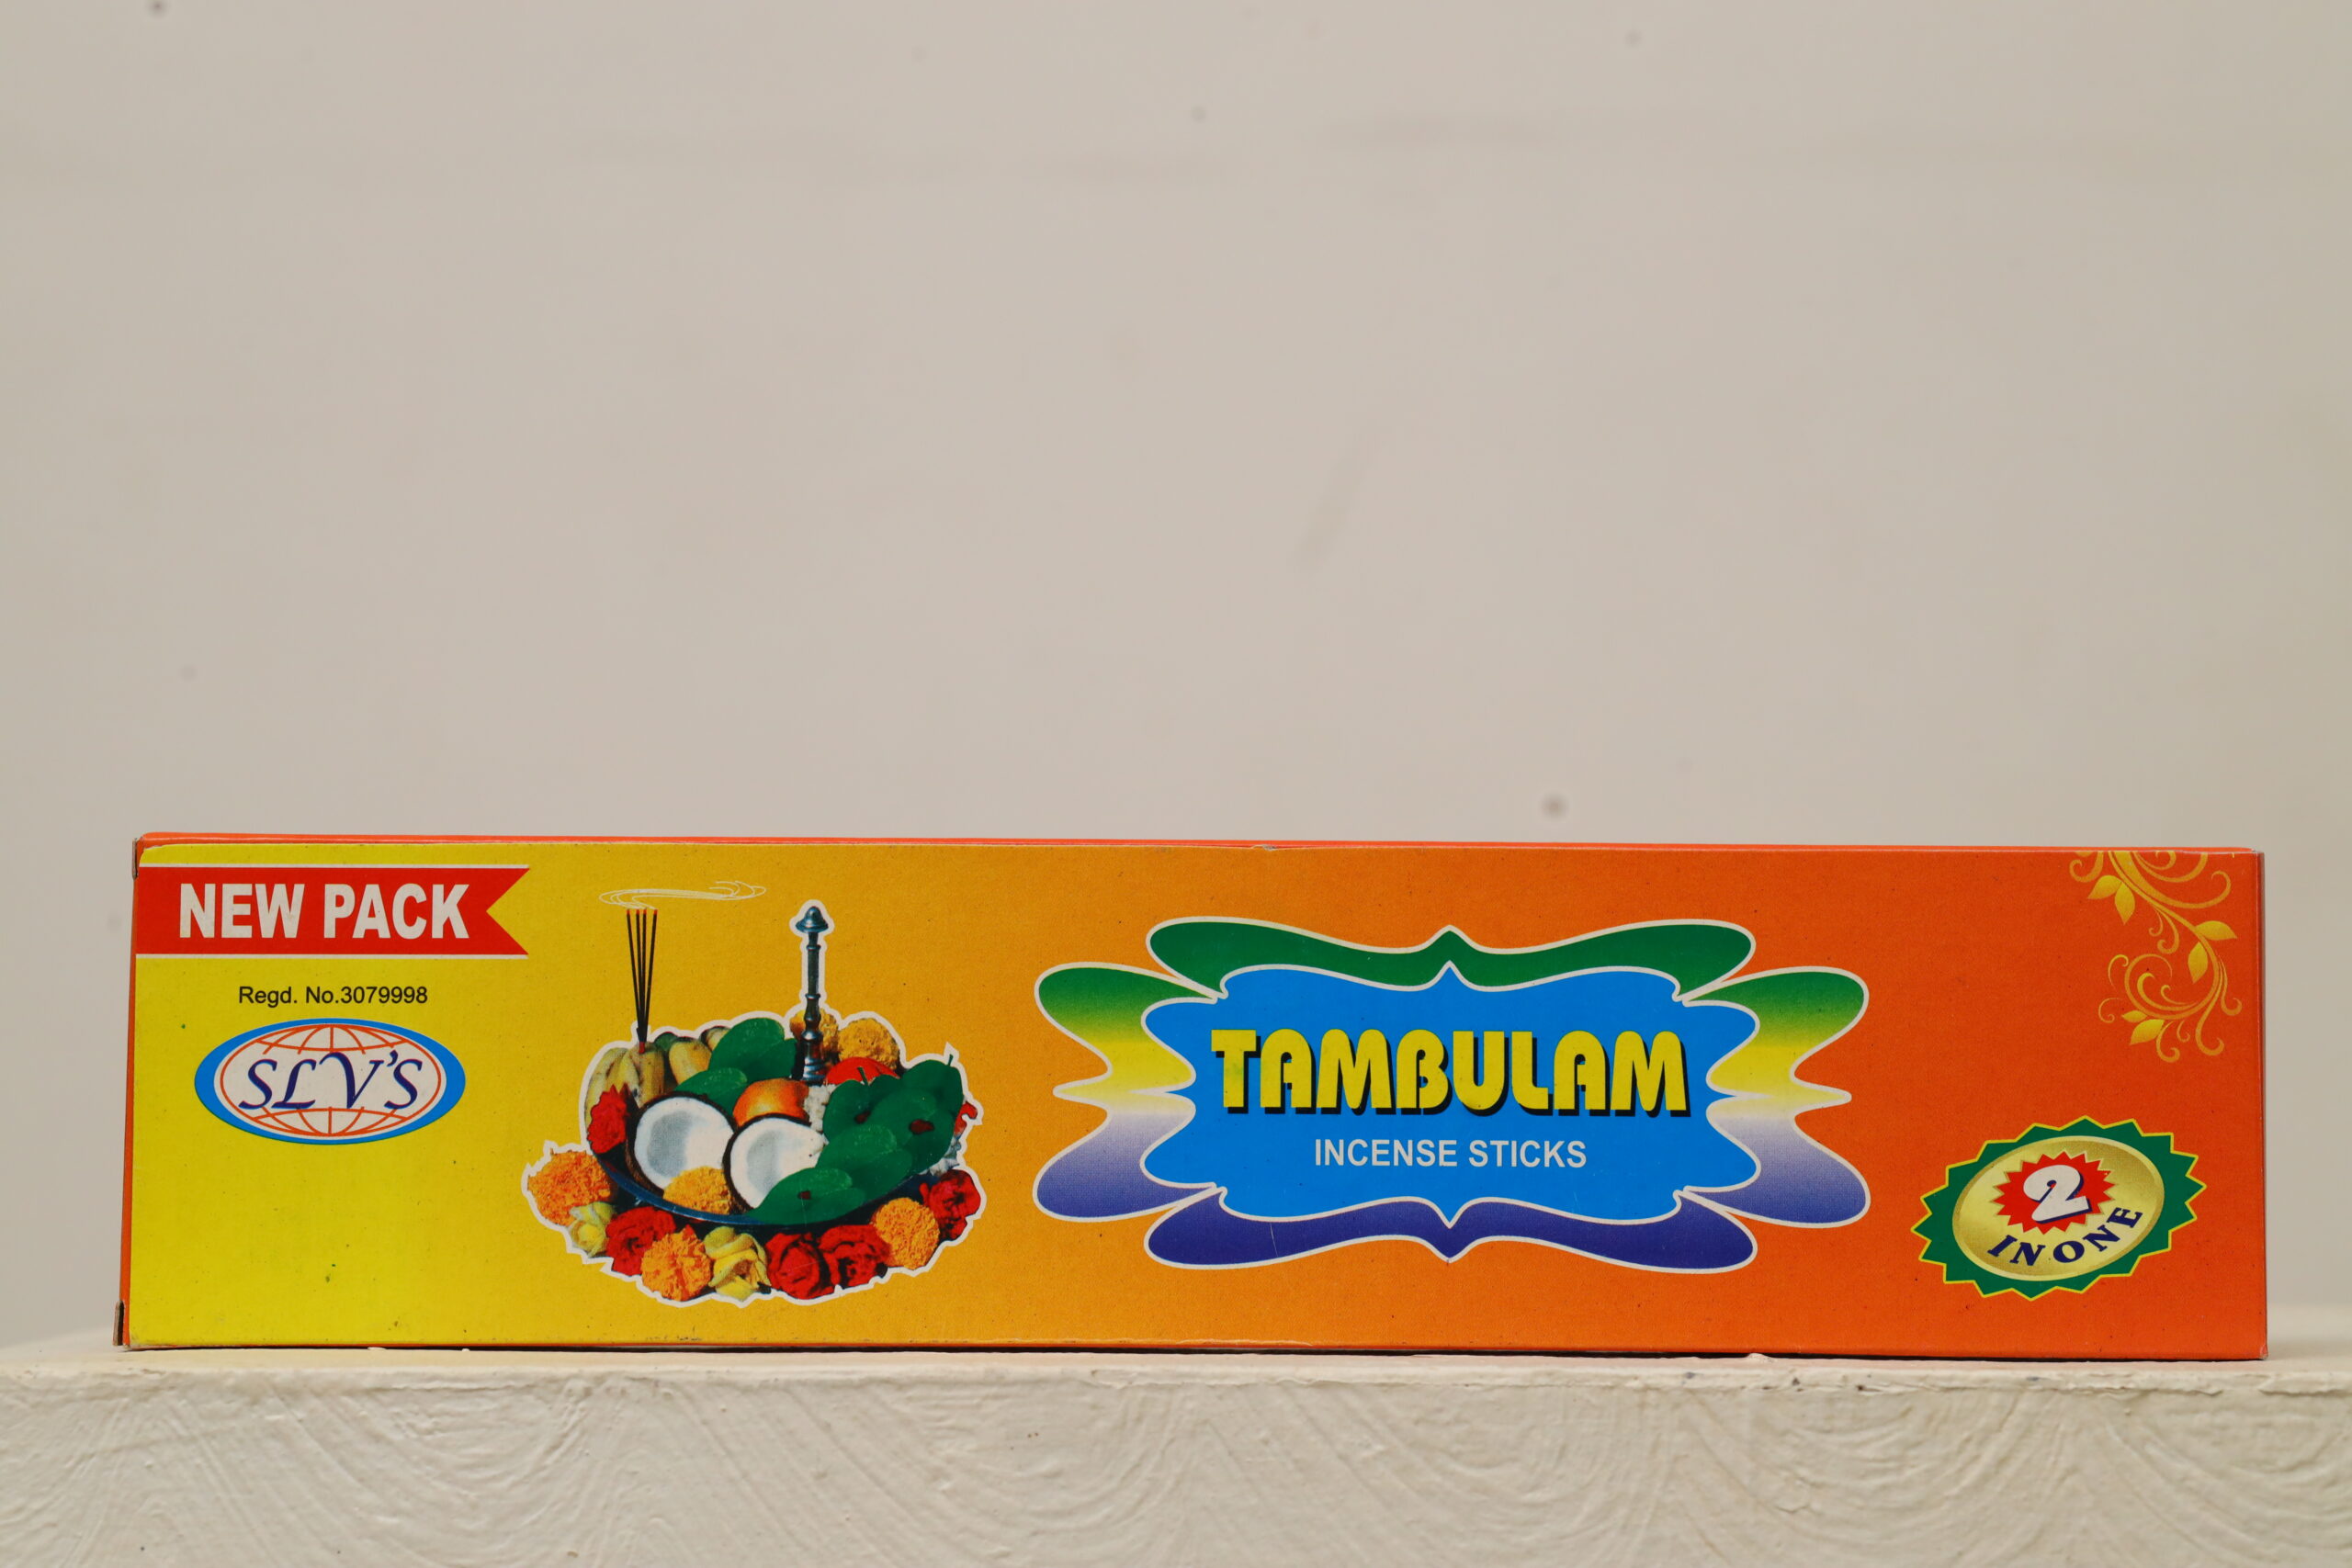 NEW PACK
Regd. No.3079998
SLV'S
TAMBULAM
INCENSE STICKS
2
IN ONE